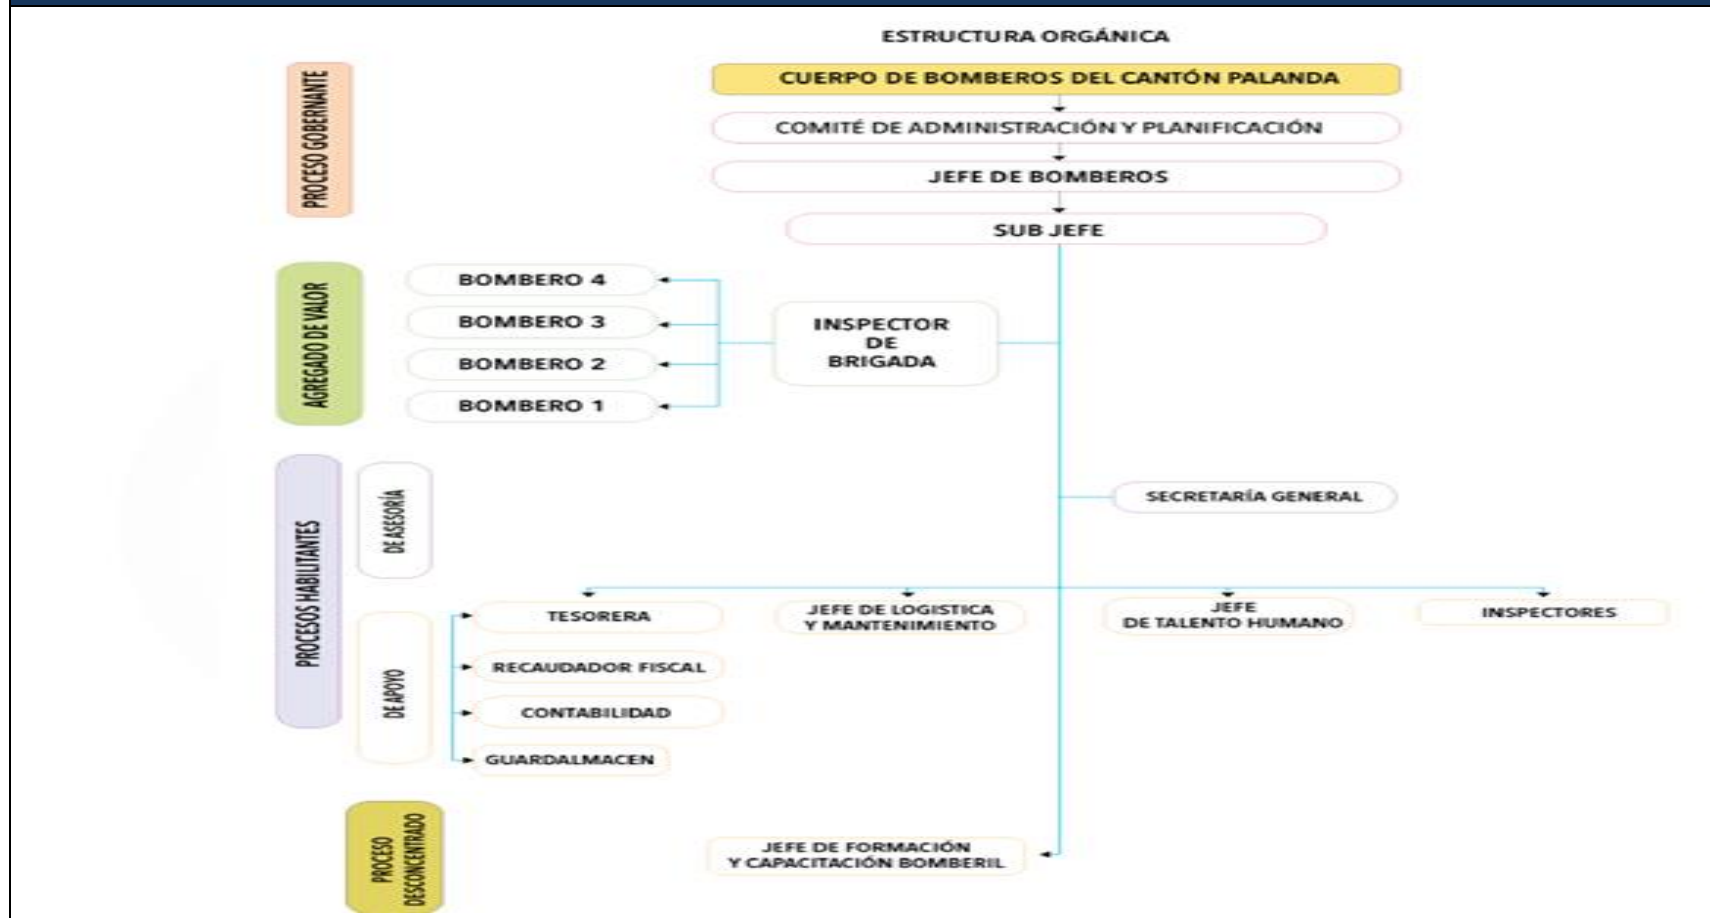 ESTRUCTURA ORGÁNICA
PROCESO GOBERNANTE
CUERPO DE BOMBEROS DEL CANTÓN PALANDA
COMITÉ DE ADMINISTRACIÓN Y PLANIFICACIÓN
JEFE DE BOMBEROS
SUB JEFE
AGREGADO DE VALOR
BOMBERO 4
BOMBERO 3
BOMBERO 2
BOMBERO 1
INSPECTOR
DE
BRIGADA
PROCESOS HABILITANTES
DE ASESORÍA
SECRETARÍA GENERAL
DE APOYO
TESORERA
JEFE DE LOGISTICA
Y MANTENIMIENTO
JEFE
DE TALENTO HUMANO
INSPECTORES
RECAUDADOR FISCAL
CONTABILIDAD
GUARDALMACEN
PROCESO
DESCONCENTRADO
JEFE DE FORMACIÓN
Y CAPACITACIÓN BOMBERIL